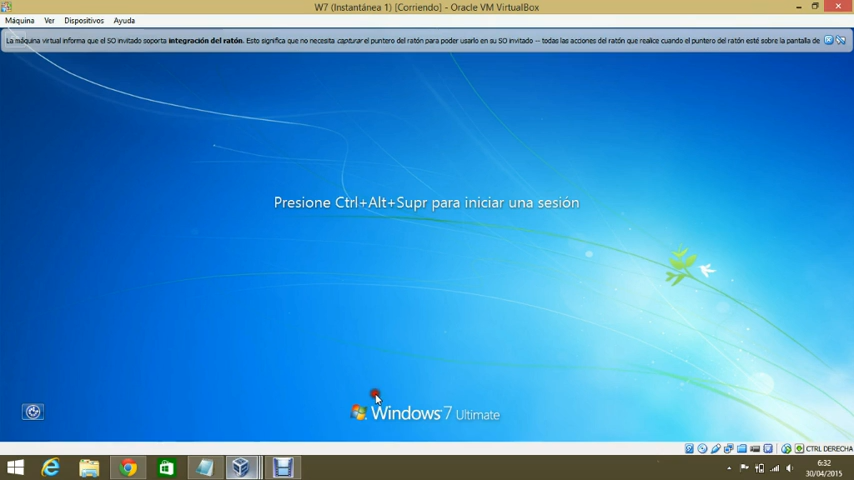 W7 (Instantánea 1) [Corriendo] - Oracle VM VirtualBox
Máquina Ver Dispositivos Ayuda
La máquina virtual informa que el SO invitado soporta integración del ratón. Esto significa que no necesita capturar el puntero del ratón para poder usarlo en su SO invitado -- todas las acciones del ratón que realice cuando el puntero del ratón esté sobre la pantalla de
Presione Ctrl+Alt+Supr para iniciar una sesión
Windows 7 Ultimate
CTRL DERECHA
6:32
30/04/2015